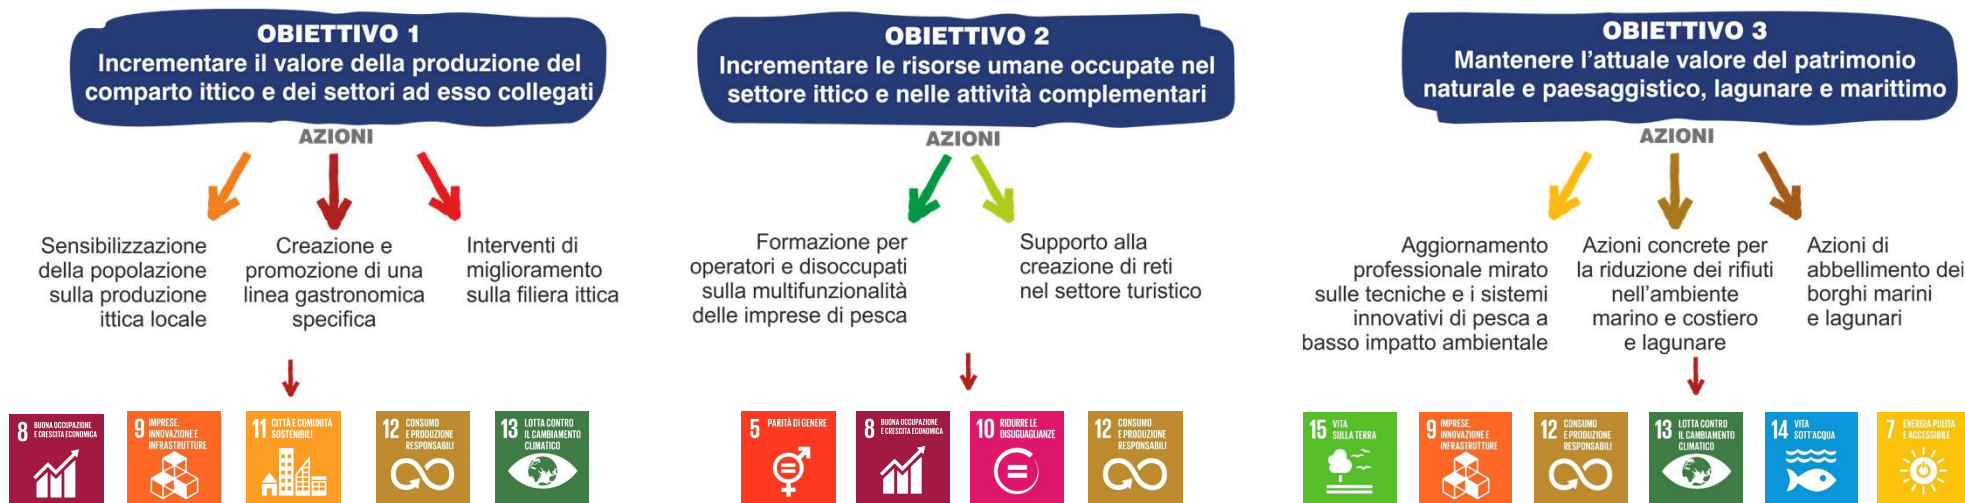 OBIETTIVO 1
Incrementare il valore della produzione del
comparto ittico e dei settori ad esso collegati
AZIONI
Sensibilizzazione
della popolazione
sulla produzione
ittica locale
Creazione e
promozione di una
linea gastronomica
specifica
Interventi di
miglioramento
sulla filiera ittica
8 BUONA OCCUPAZIONE
E CRESCITA ECONOMICA
9 IMPRESE,
INNOVAZIONE E
INFRASTRUTTURE
11 CITTÀ E COMUNITÀ
SOSTENIBILI
12 CONSUMO
E PRODUZIONE
RESPONSABILI
13 LOTTA CONTRO
IL CAMBIAMENTO
CLIMATICO
OBIETTIVO 2
Incrementare le risorse umane occupate nel
settore ittico e nelle attività complementari
AZIONI
Formazione per
operatori e disoccupati
sulla multifunzionalità
delle imprese di pesca
Supporto alla
creazione di reti
nel settore turistico
5 PARITÀ DI GENERE
8 BUONA OCCUPAZIONE
E CRESCITA ECONOMICA
10 RIDURRE LE
DISUGUAGLIANZE
12 CONSUMO
E PRODUZIONE
RESPONSABILI
OBIETTIVO 3
Mantenere l'attuale valore del patrimonio
naturale e paesaggistico, lagunare e marittimo
AZIONI
Aggiornamento
professionale mirato
sulle tecniche e i sistemi
innovativi di pesca a
basso impatto ambientale
Azioni concrete per
la riduzione dei rifiuti
nell'ambiente
marino e costiero
e lagunare
Azioni di
abbellimento dei
borghi marini
e lagunari
15 VITA
SULLA TERRA
9 IMPRESE,
INNOVAZIONE E
INFRASTRUTTURE
12 CONSUMO
E PRODUZIONE
RESPONSABILI
13 LOTTA CONTRO
IL CAMBIAMENTO
CLIMATICO
14 VITA
SOTT'ACQUA
7 ENERGIA PULITA
E ACCESSIBILE